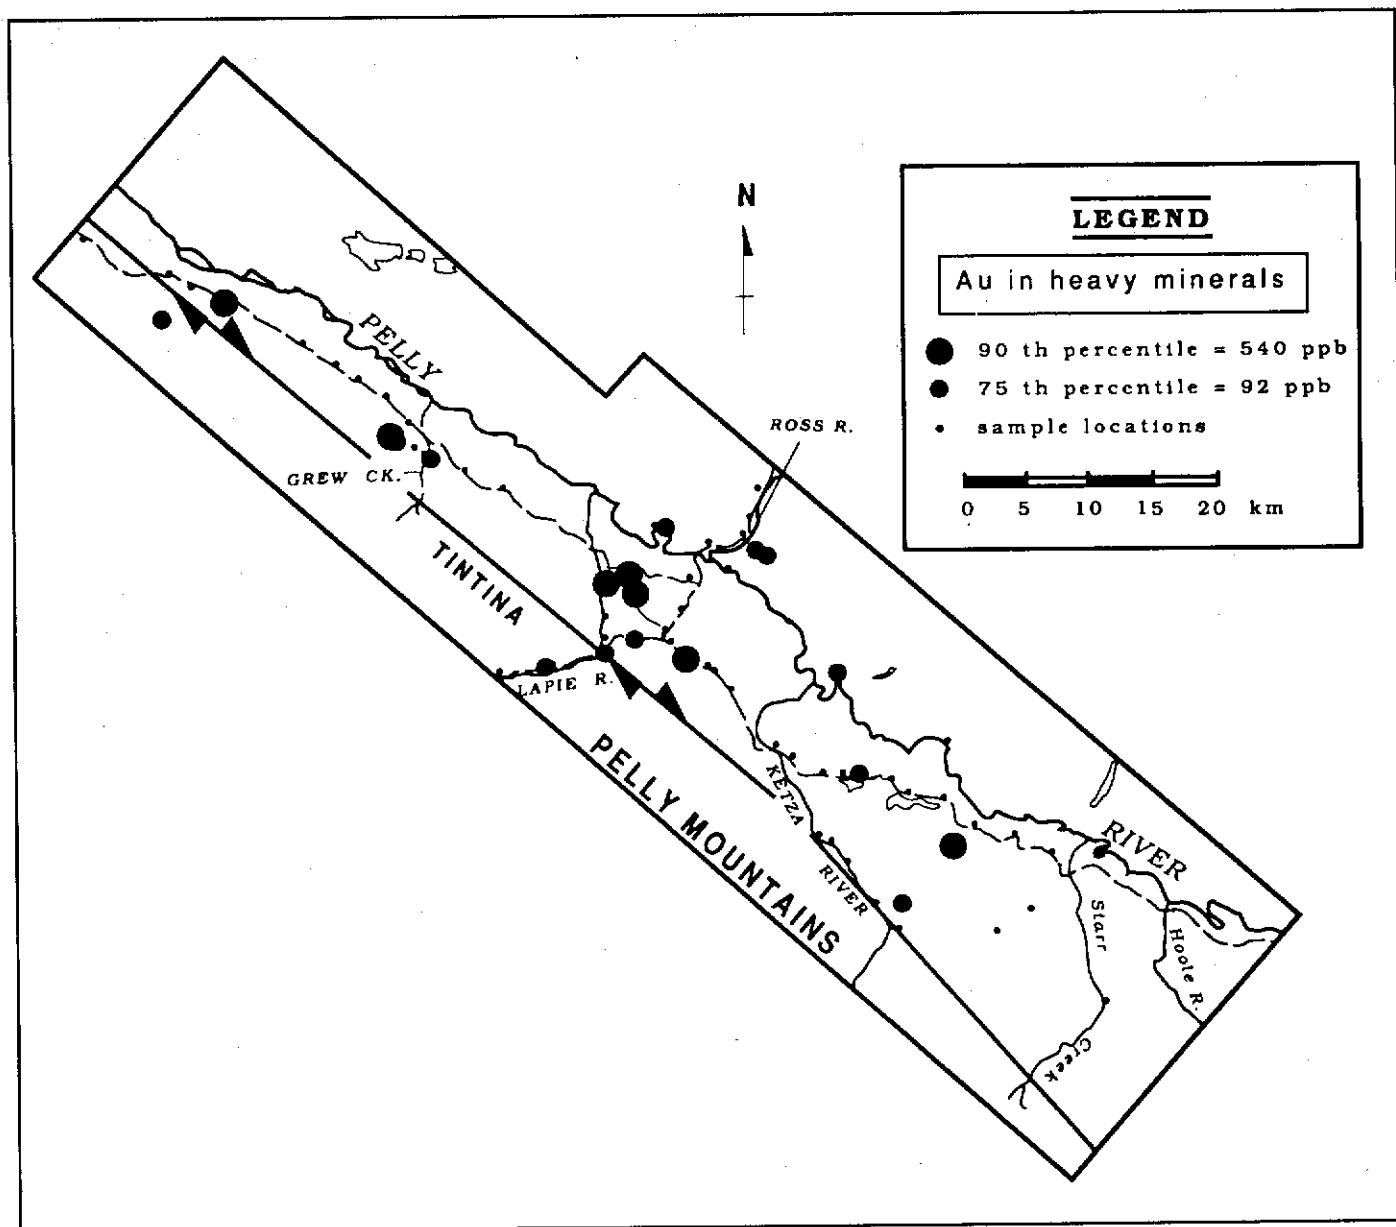 N
LEGEND
Au in heavy minerals
90 th percentile = 540 ppb
75 th percentile = 92 ppb
sample locations
0 5 10 15 20 km
PELLY
ROSS R.
GREW CK.
TINTINA
LAPIE R.
PELLY MOUNTAINS
KETZA
RIVER
RIVER
Starr
Creek
Hoole R.